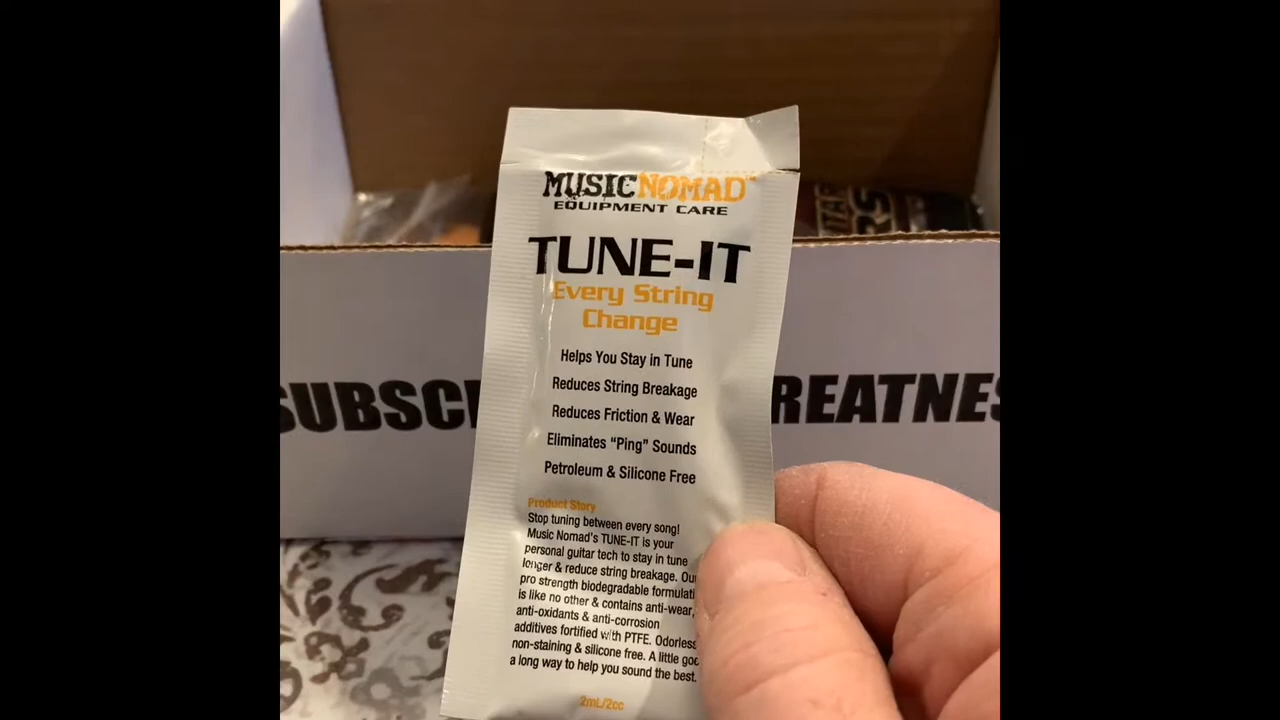 MUSICNOMAD
EQUIPMENT CARE
TUNE-IT
Every String
Change
Helps You Stay in Tune
Reduces String Breakage
Reduces Friction & Wear
Eliminates “Ping” Sounds
Petroleum & Silicone Free
Product Story
Stop tuning between every song!
Music Nomad's TUNE-IT is your
personal guitar tech to stay in tune
longer & reduce string breakage. Our
pro strength biodegradable formulati
is like no other & contains anti-wear,
anti-oxidants & anti-corrosion
additives fortified with PTFE. Odorless
non-staining & silicone free. A little goe
a long way to help you sound the best.
2mL/2cc
SUBSC REATNES